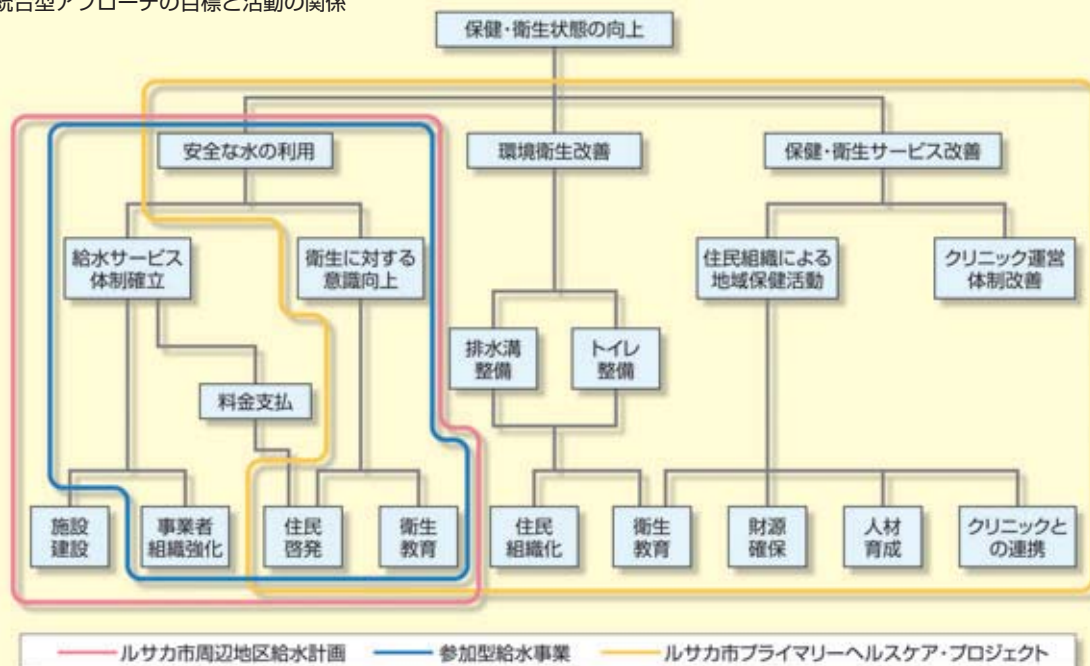 統合型アプローチの目標と活動の関係
保健・衛生状態の向上
安全な水の利用
環境衛生改善
保健・衛生サービス改善
給水サービス
体制確立
衛生に対する
意識向上
住民組織による
地域保健活動
クリニック運営
体制改善
排水溝
整備
トイレ
整備
料金支払
施設
建設
事業者
組織強化
住民
啓発
衛生
教育
住民
組織化
衛生
教育
財源
確保
人材
育成
クリニックと
の連携
ルサカ市周辺地区給水計画 参加型給水事業 ルサカ市プライマリーヘルスケア・プロジェクト